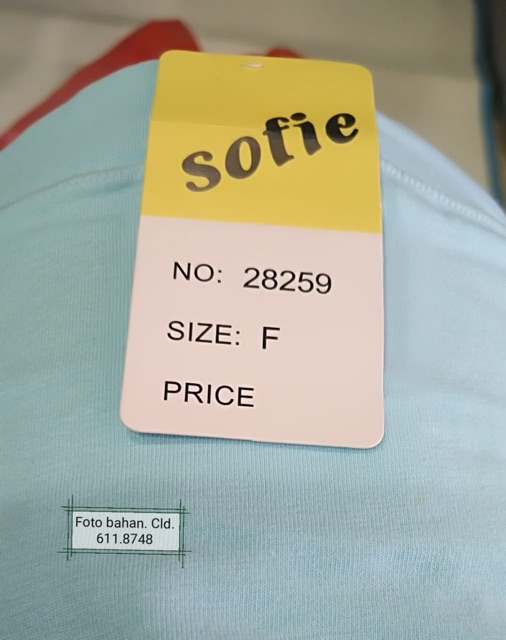 sofie
NO: 28259
SIZE: F
PRICE
Foto bahan. Cld.
611.8748